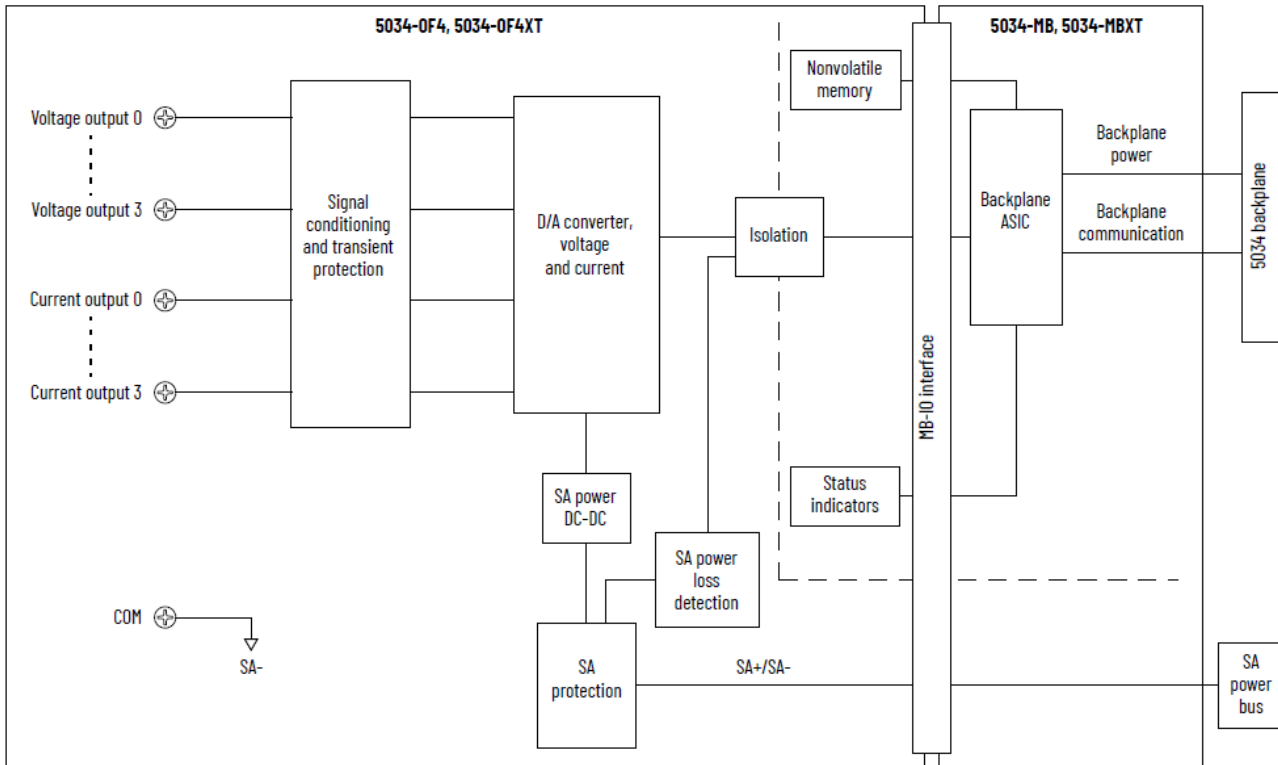 5034-OF4, 5034-OF4XT
5034-MB, 5034-MBXT
Voltage output 0
Voltage output 3
Current output 0
Current output 3
COM
SA-
Signal
conditioning
and transient
protection
D/A converter,
voltage
and current
SA power
DC-DC
SA power
loss
detection
SA
protection
SA+/SA-
Isolation
Nonvolatile
memory
Status
indicators
MB-IO interface
Backplane
ASIC
Backplane
power
Backplane
communication
5034 backplane
SA
power
bus